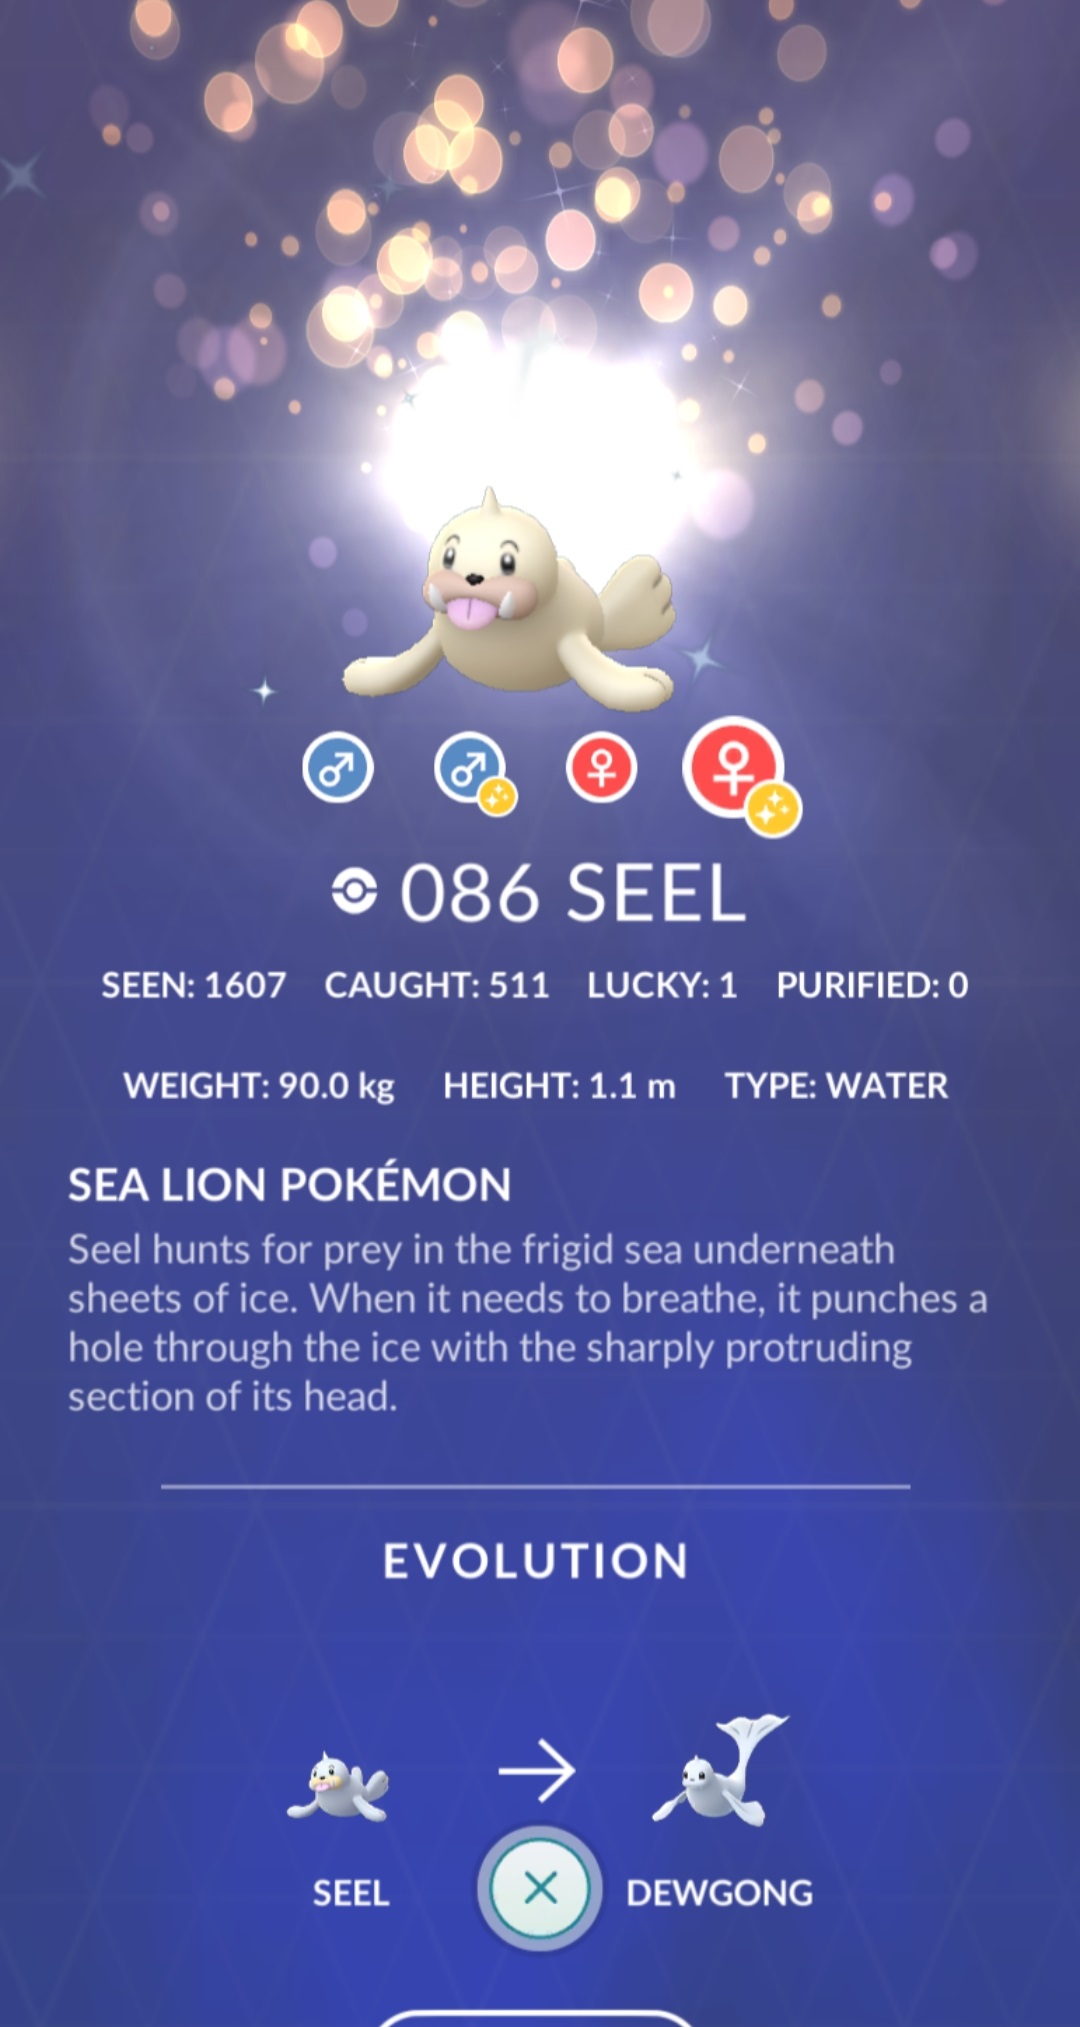 086 SEEL
SEEN: 1607 CAUGHT: 511 LUCKY: 1 PURIFIED: 0
WEIGHT: 90.0 kg HEIGHT: 1.1 m TYPE: WATER
SEA LION POKÉMON
Seel hunts for prey in the frigid sea underneath
sheets of ice. When it needs to breathe, it punches a
hole through the ice with the sharply protruding
section of its head.
EVOLUTION
SEEL DEWGONG